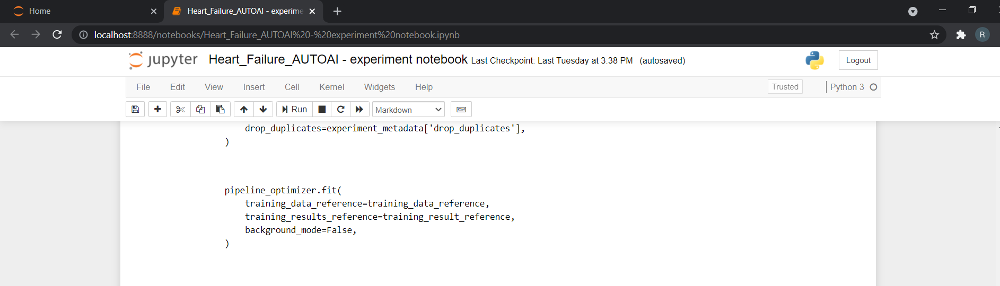 Home
Heart_Failure_AUTOAI - experime
localhost:8888/notebooks/Heart_Failure_AUTOAI%20-%20experiment%20notebook.ipynb
R
jupyter Heart_Failure_AUTOAI - experiment notebook Last Checkpoint: Last Tuesday at 3:38 PM (autosaved)
Logout
File Edit View Insert Cell Kernel Widgets Help
Trusted
Python 3
Run
Markdown
drop_duplicates=experiment_metadata['drop_duplicates'],
)
pipeline_optimizer.fit(
training_data_reference=training_data_reference,
training_results_reference=training_result_reference,
background_mode=False,
)